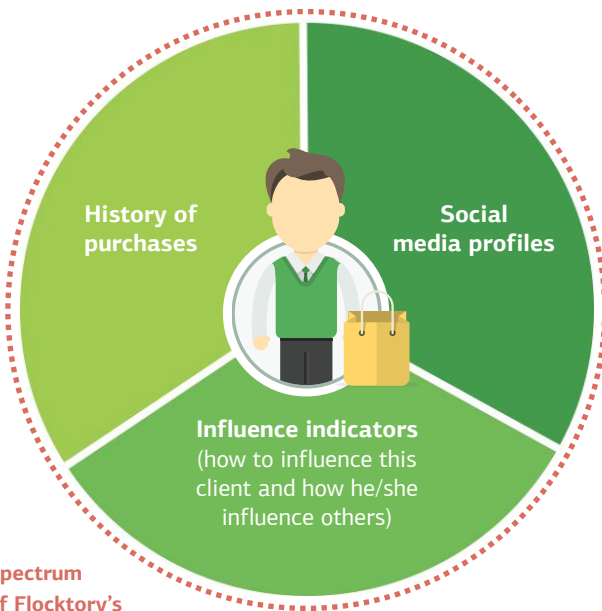 History of
purchases
Social
media profiles
Influence indicators
(how to influence this
client and how he/she
influence others)
pectrum
f Flocktory's